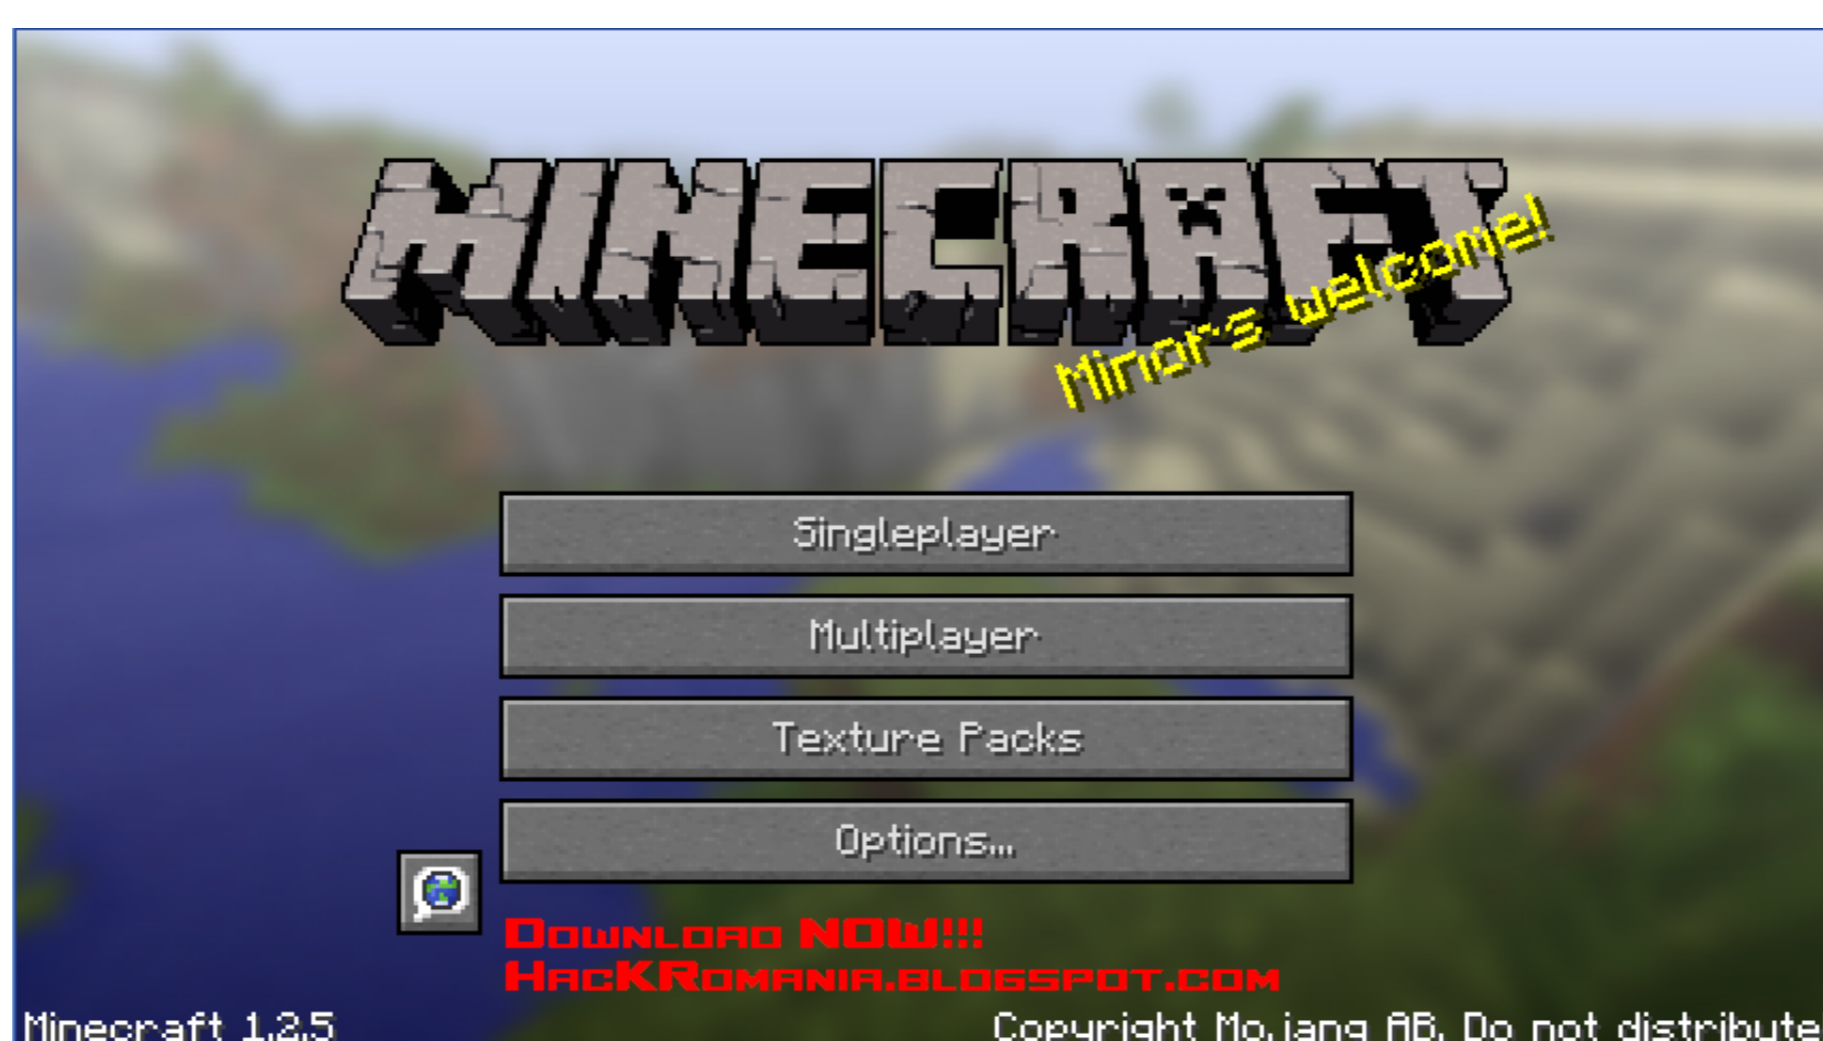 MINECRAFT
Minors welcome!
Singleplayer
Multiplayer
Texture Packs
Options...
Download NOW!!!
HacKRomania.blogspot.com
Minecraft 1.2.5
Copyright Mojang AB. Do not distribute